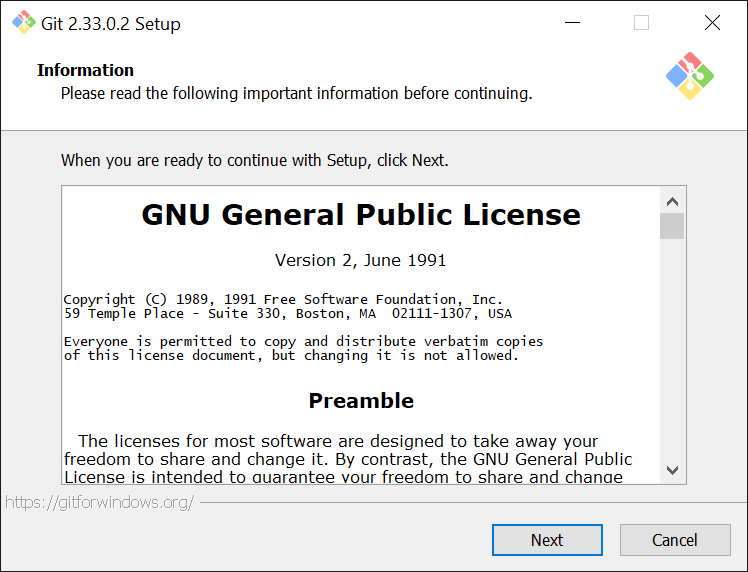 Git 2.33.0.2 Setup
Information
Please read the following important information before continuing.
When you are ready to continue with Setup, click Next.
GNU General Public License
Version 2, June 1991
Copyright (C) 1989, 1991 Free Software Foundation, Inc.
59 Temple Place - Suite 330, Boston, MA  02111-1307, USA
Everyone is permitted to copy and distribute verbatim copies
of this license document, but changing it is not allowed.
Preamble
The licenses for most software are designed to take away your
freedom to share and change it. By contrast, the GNU General Public
License is intended to guarantee your freedom to share and change
https://gitforwindows.org/
Next
Cancel